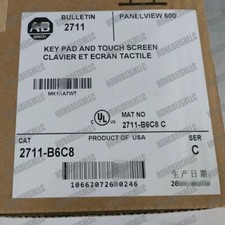 AB
BULLETIN
2711
PANELVIEW 600
KEY PAD AND TOUCH SCREEN
CLAVIER ET ECRAN TACTILE
MAT NO
2711-B6C8 C
UL
CAT
PRODUCT OF USA
SER
2711-B6C8
C
生产日期